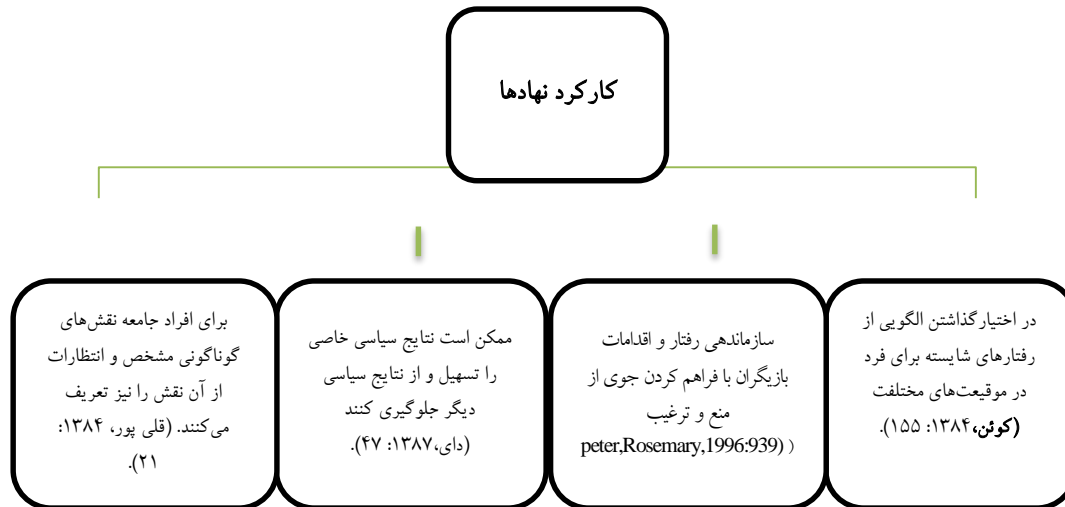 کارکرد نهادها
در اختیارگذاشتن الگویی از
رفتارهای شایسته برای فرد
در موقیعت‌های مختلفت
(کوئن،۱۳۸۴: ۱۵۵).
سازماندهی رفتار و اقدامات
بازیگران با فراهم کردن جوی از
منع و ترغیب
( (peter,Rosemary,1996:939)
ممکن است نتایج سیاسی خاصی
را تسهیل و از نتایج سیاسی
دیگر جلوگیری کنند
(دای،۱۳۸۷: ۴۷).
برای افراد جامعه نقش‌های
گوناگونی مشخص و انتظارات
از آن نقش را نیز تعریف
می‌کنند. (قلی پور، ۱۳۸۴:
۲۱).